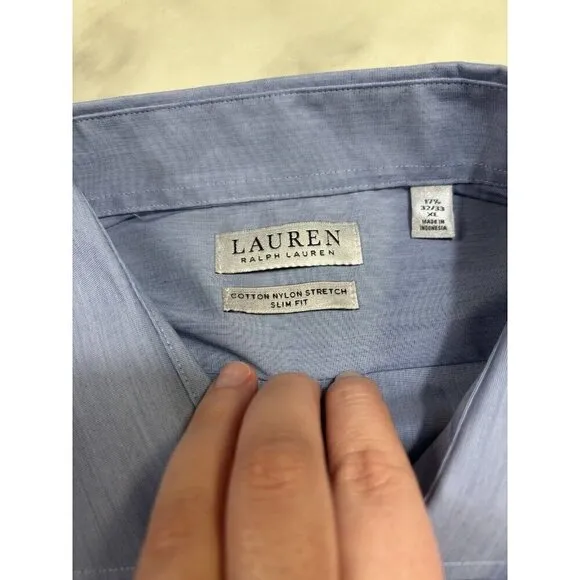 LAUREN
RALPH LAUREN
COTTON NYLON STRETCH
SLIM FIT
17½
32/33
XL
MADE IN
INDONESIA